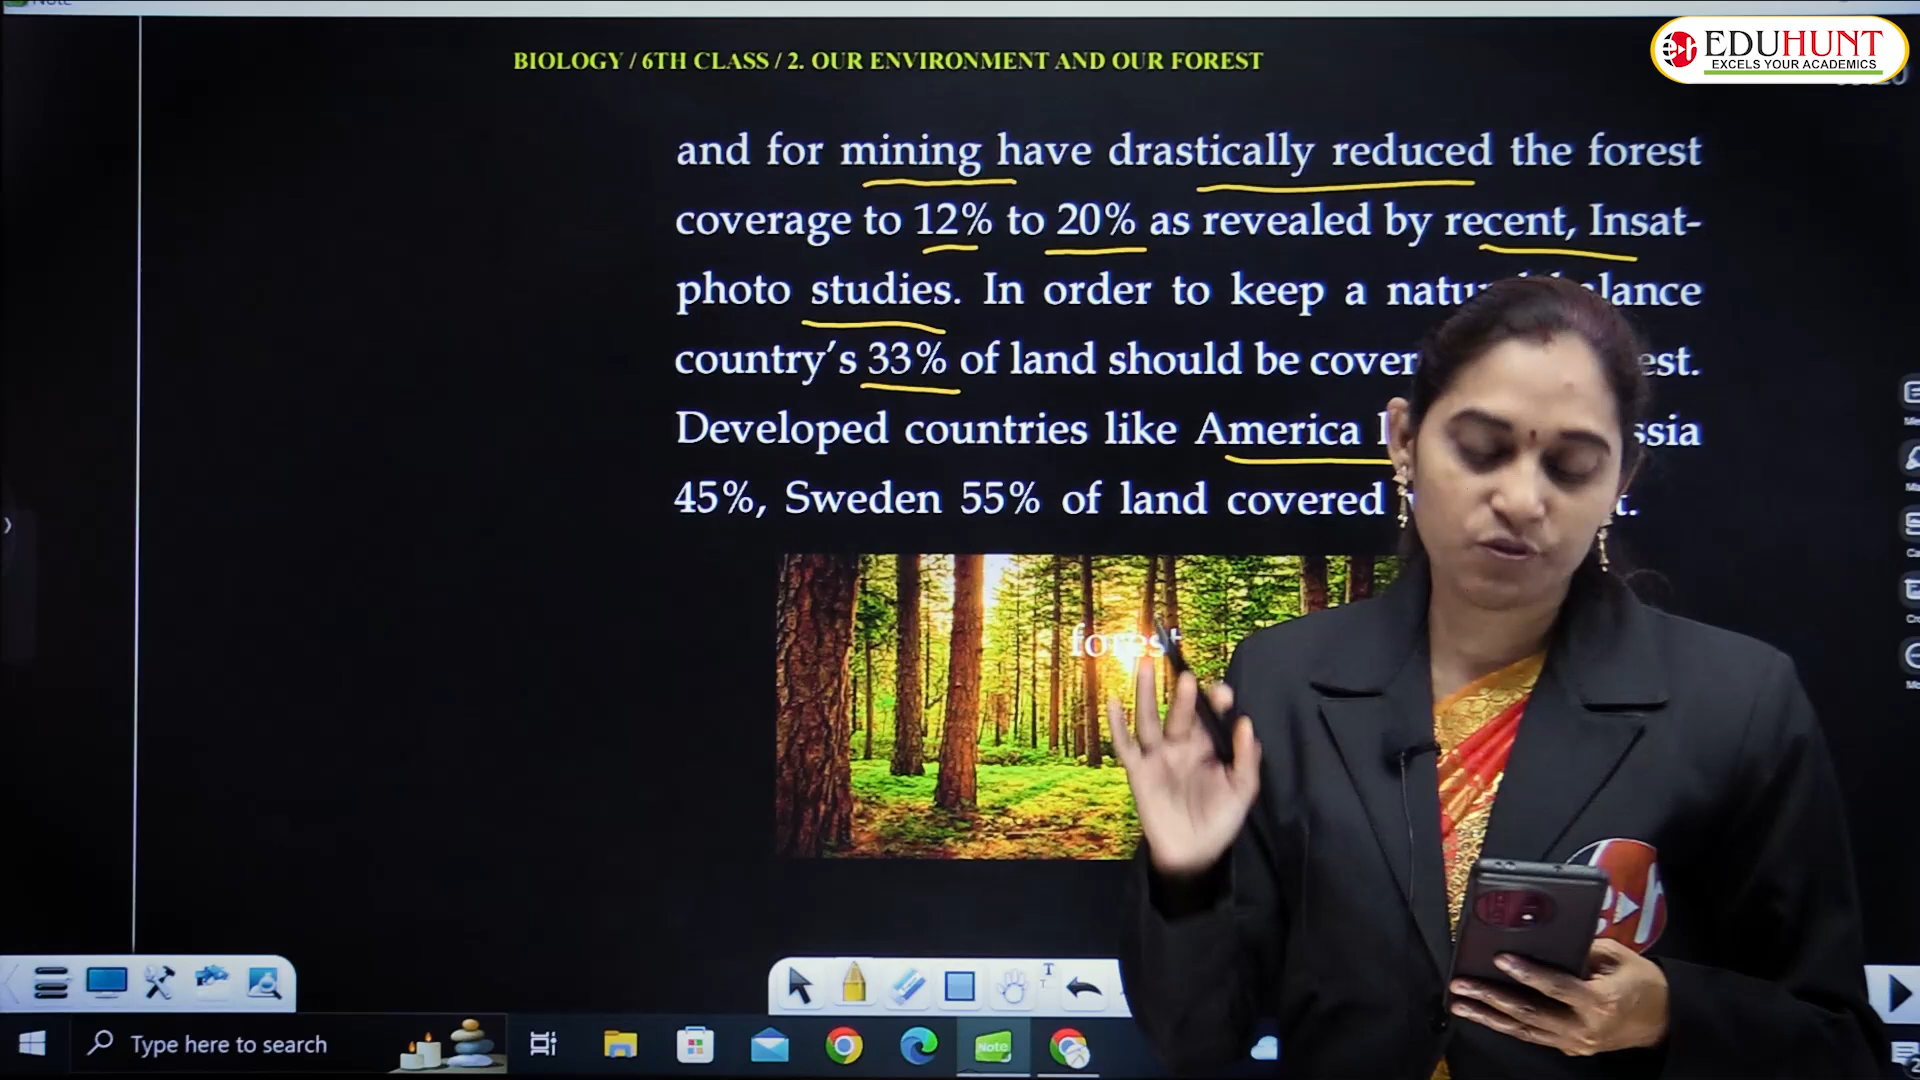 Note
BIOLOGY / 6TH CLASS / 2. OUR ENVIRONMENT AND OUR FOREST
EDUHUNT
EXCELS YOUR ACADEMICS
and for mining have drastically reduced the forest
coverage to 12% to 20% as revealed by recent, Insat-
photo studies. In order to keep a
country's 33% of land should be
Developed countries like America
45%, Sweden 55% of land covered
forest
Type here to search
Note